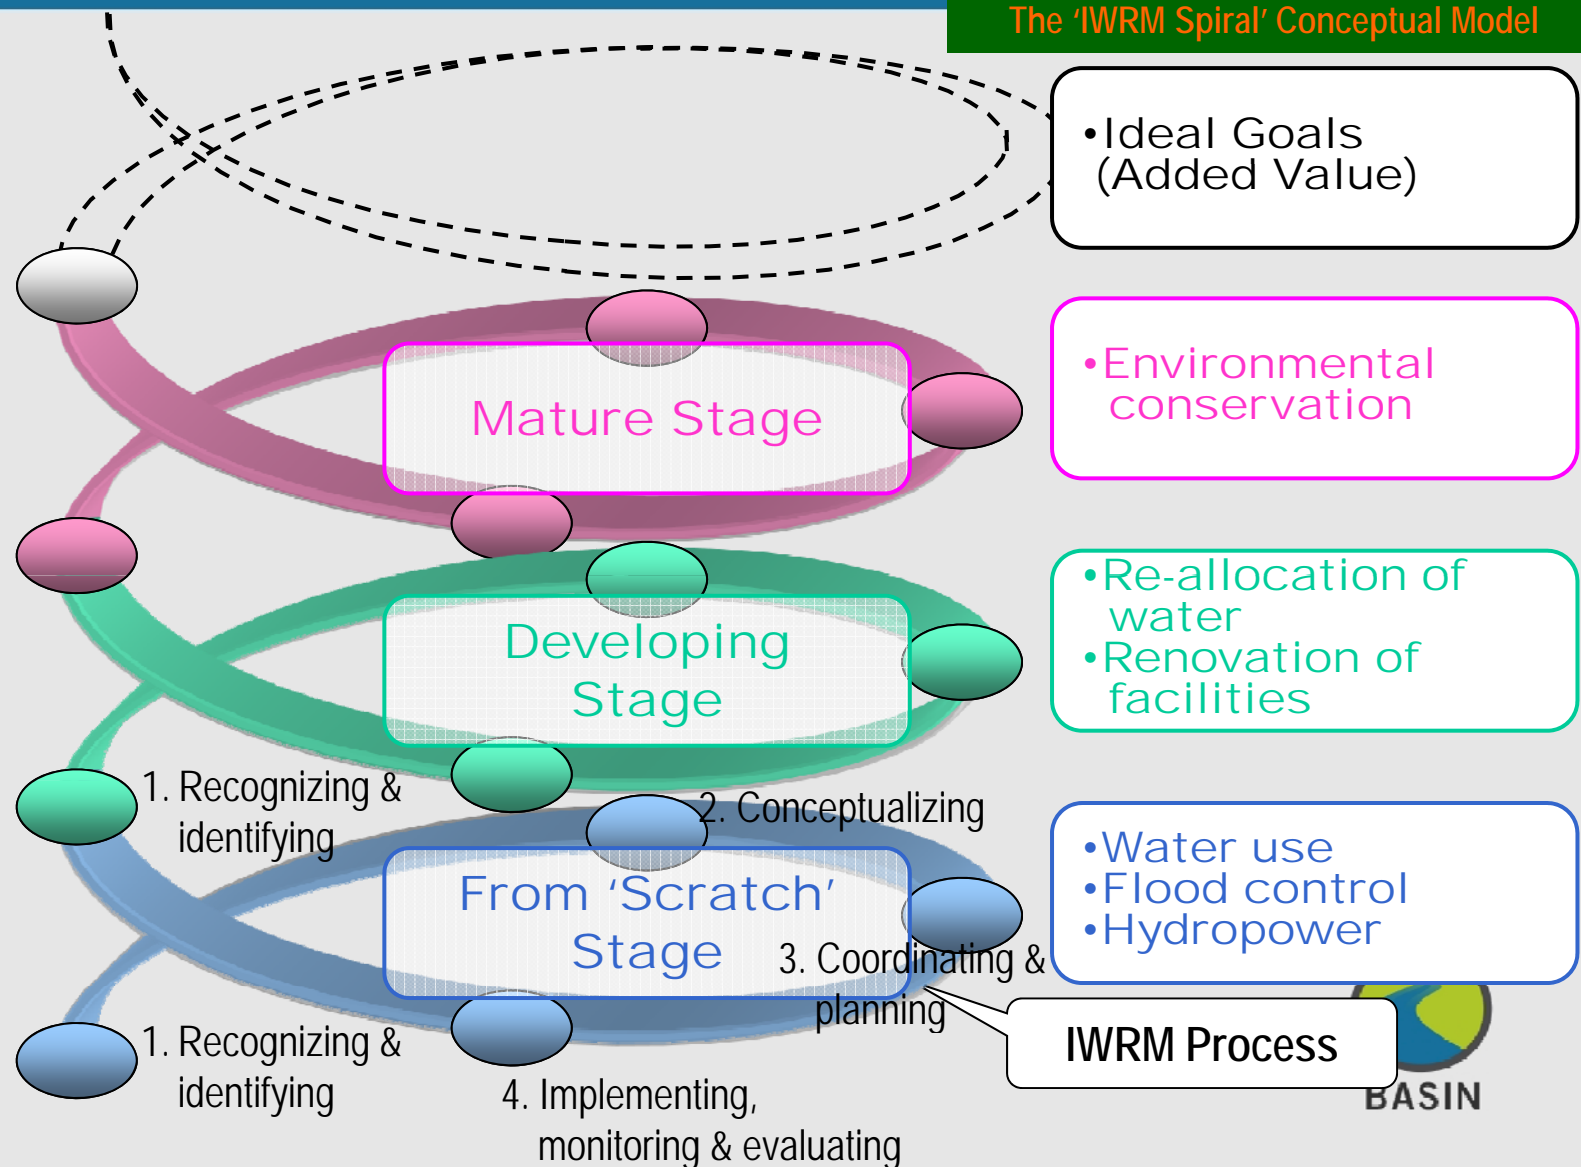 The ‘IWRM Spiral’ Conceptual Model
•Ideal Goals
(Added Value)
•Environmental
conservation
Mature Stage
•Re-allocation of
water
•Renovation of
facilities
Developing
Stage
1. Recognizing &
identifying
2. Conceptualizing
•Water use
•Flood control
•Hydropower
From ‘Scratch’
Stage
3. Coordinating &
planning
IWRM Process
1. Recognizing &
identifying
4. Implementing,
monitoring & evaluating
BASIN